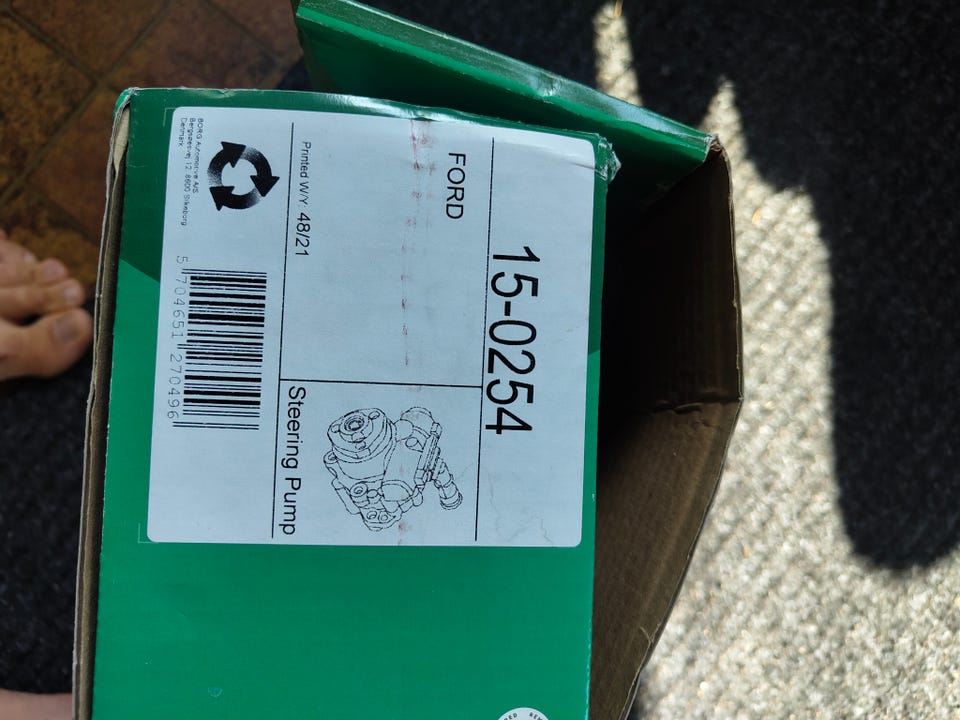 15-0254
FORD
Printed W/Y: 48/21
Steering Pump
BORG Automotive A/S
Bergsøesvej 12, 8600 Silkeborg
Denmark
5 704651 270496